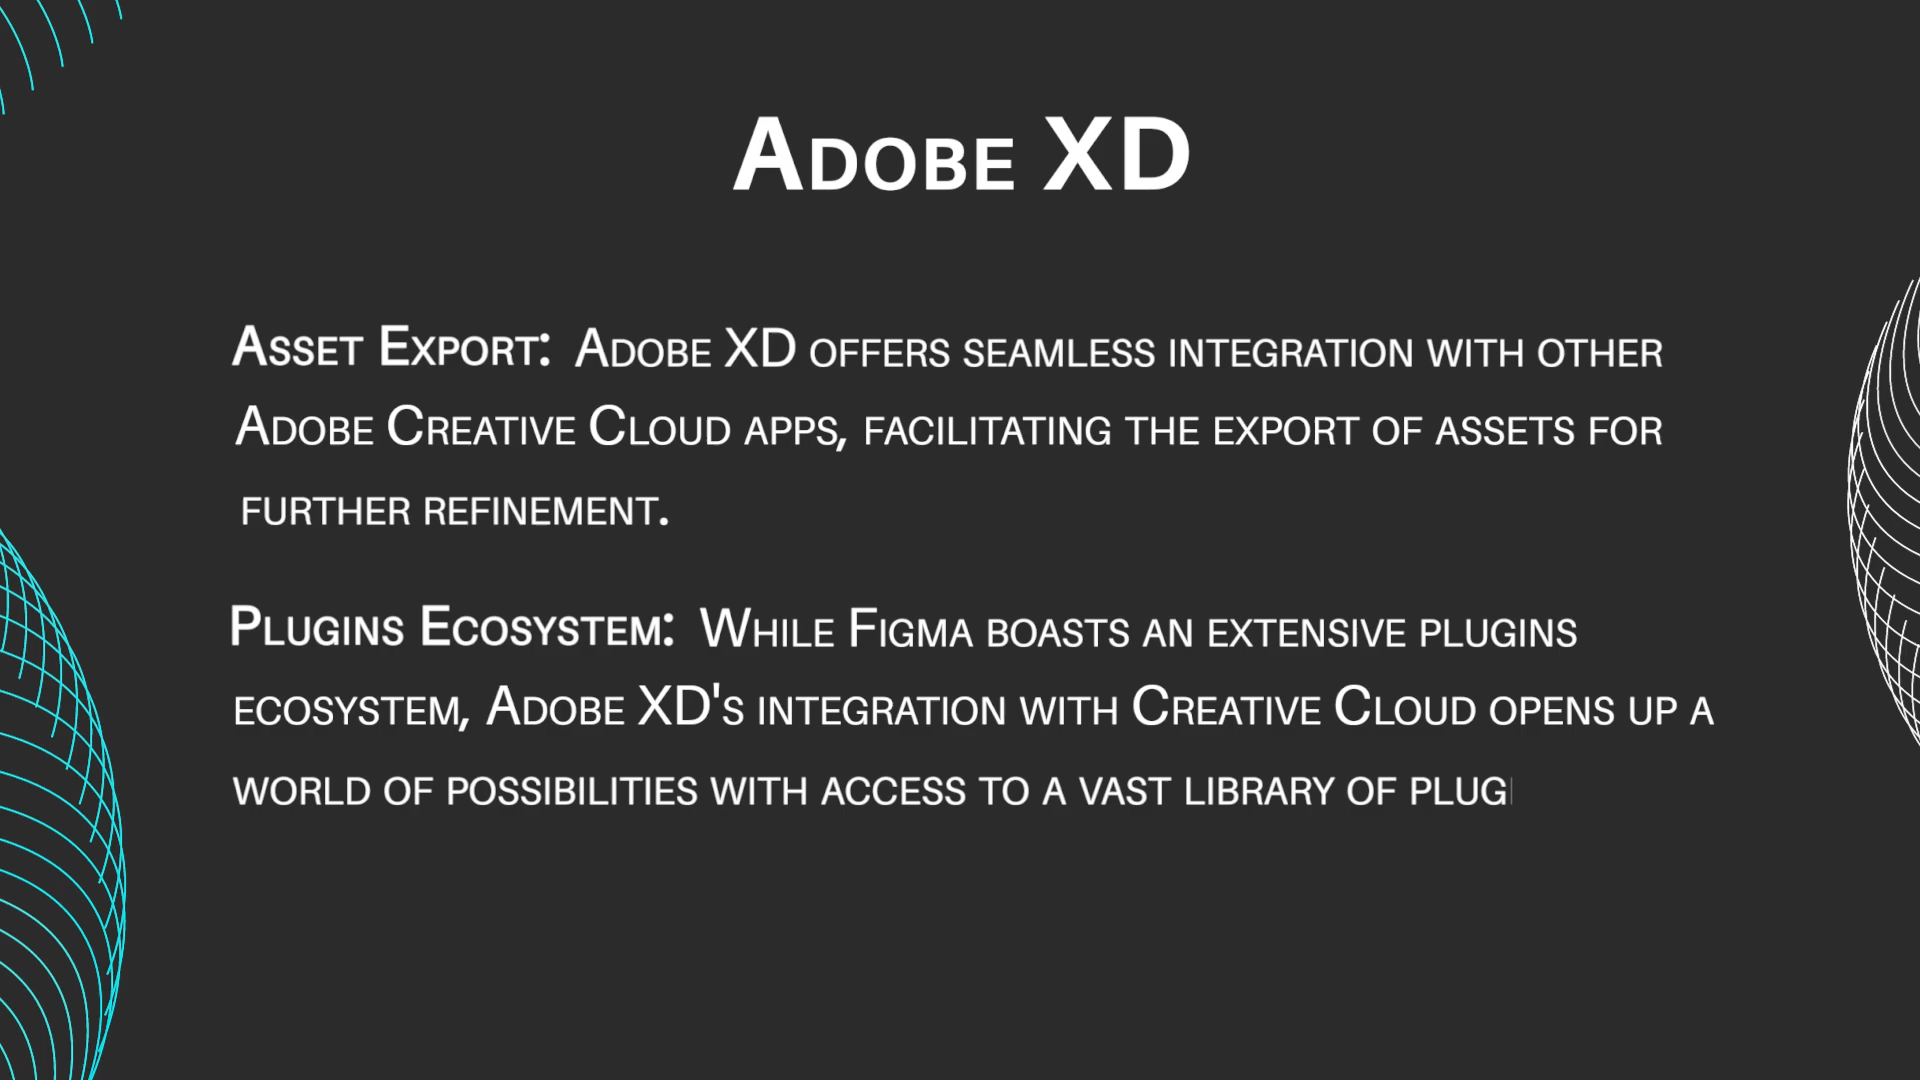 Adobe XD
Asset Export: Adobe XD offers seamless integration with other
Adobe Creative Cloud apps, facilitating the export of assets for
further refinement.
Plugins Ecosystem: While Figma boasts an extensive plugins
ecosystem, Adobe XD's integration with Creative Cloud opens up a
world of possibilities with access to a vast library of plug